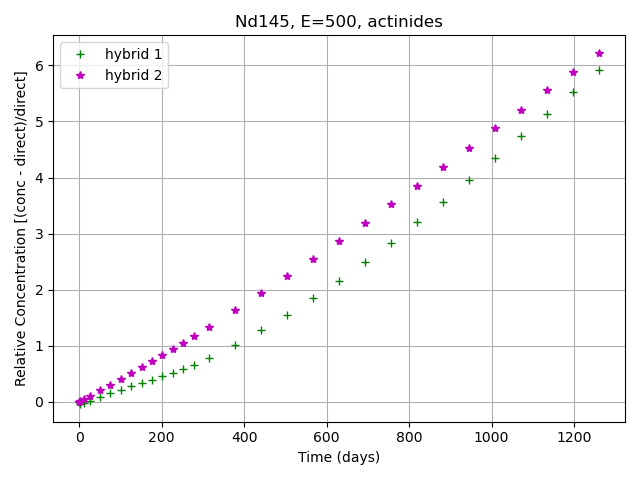 Nd145, E=500, actinides
hybrid 1
hybrid 2
Relative Concentration [(conc - direct)/direct]
6
5
4
3
2
1
0
0 200 400 600 800 1000 1200
Time (days)